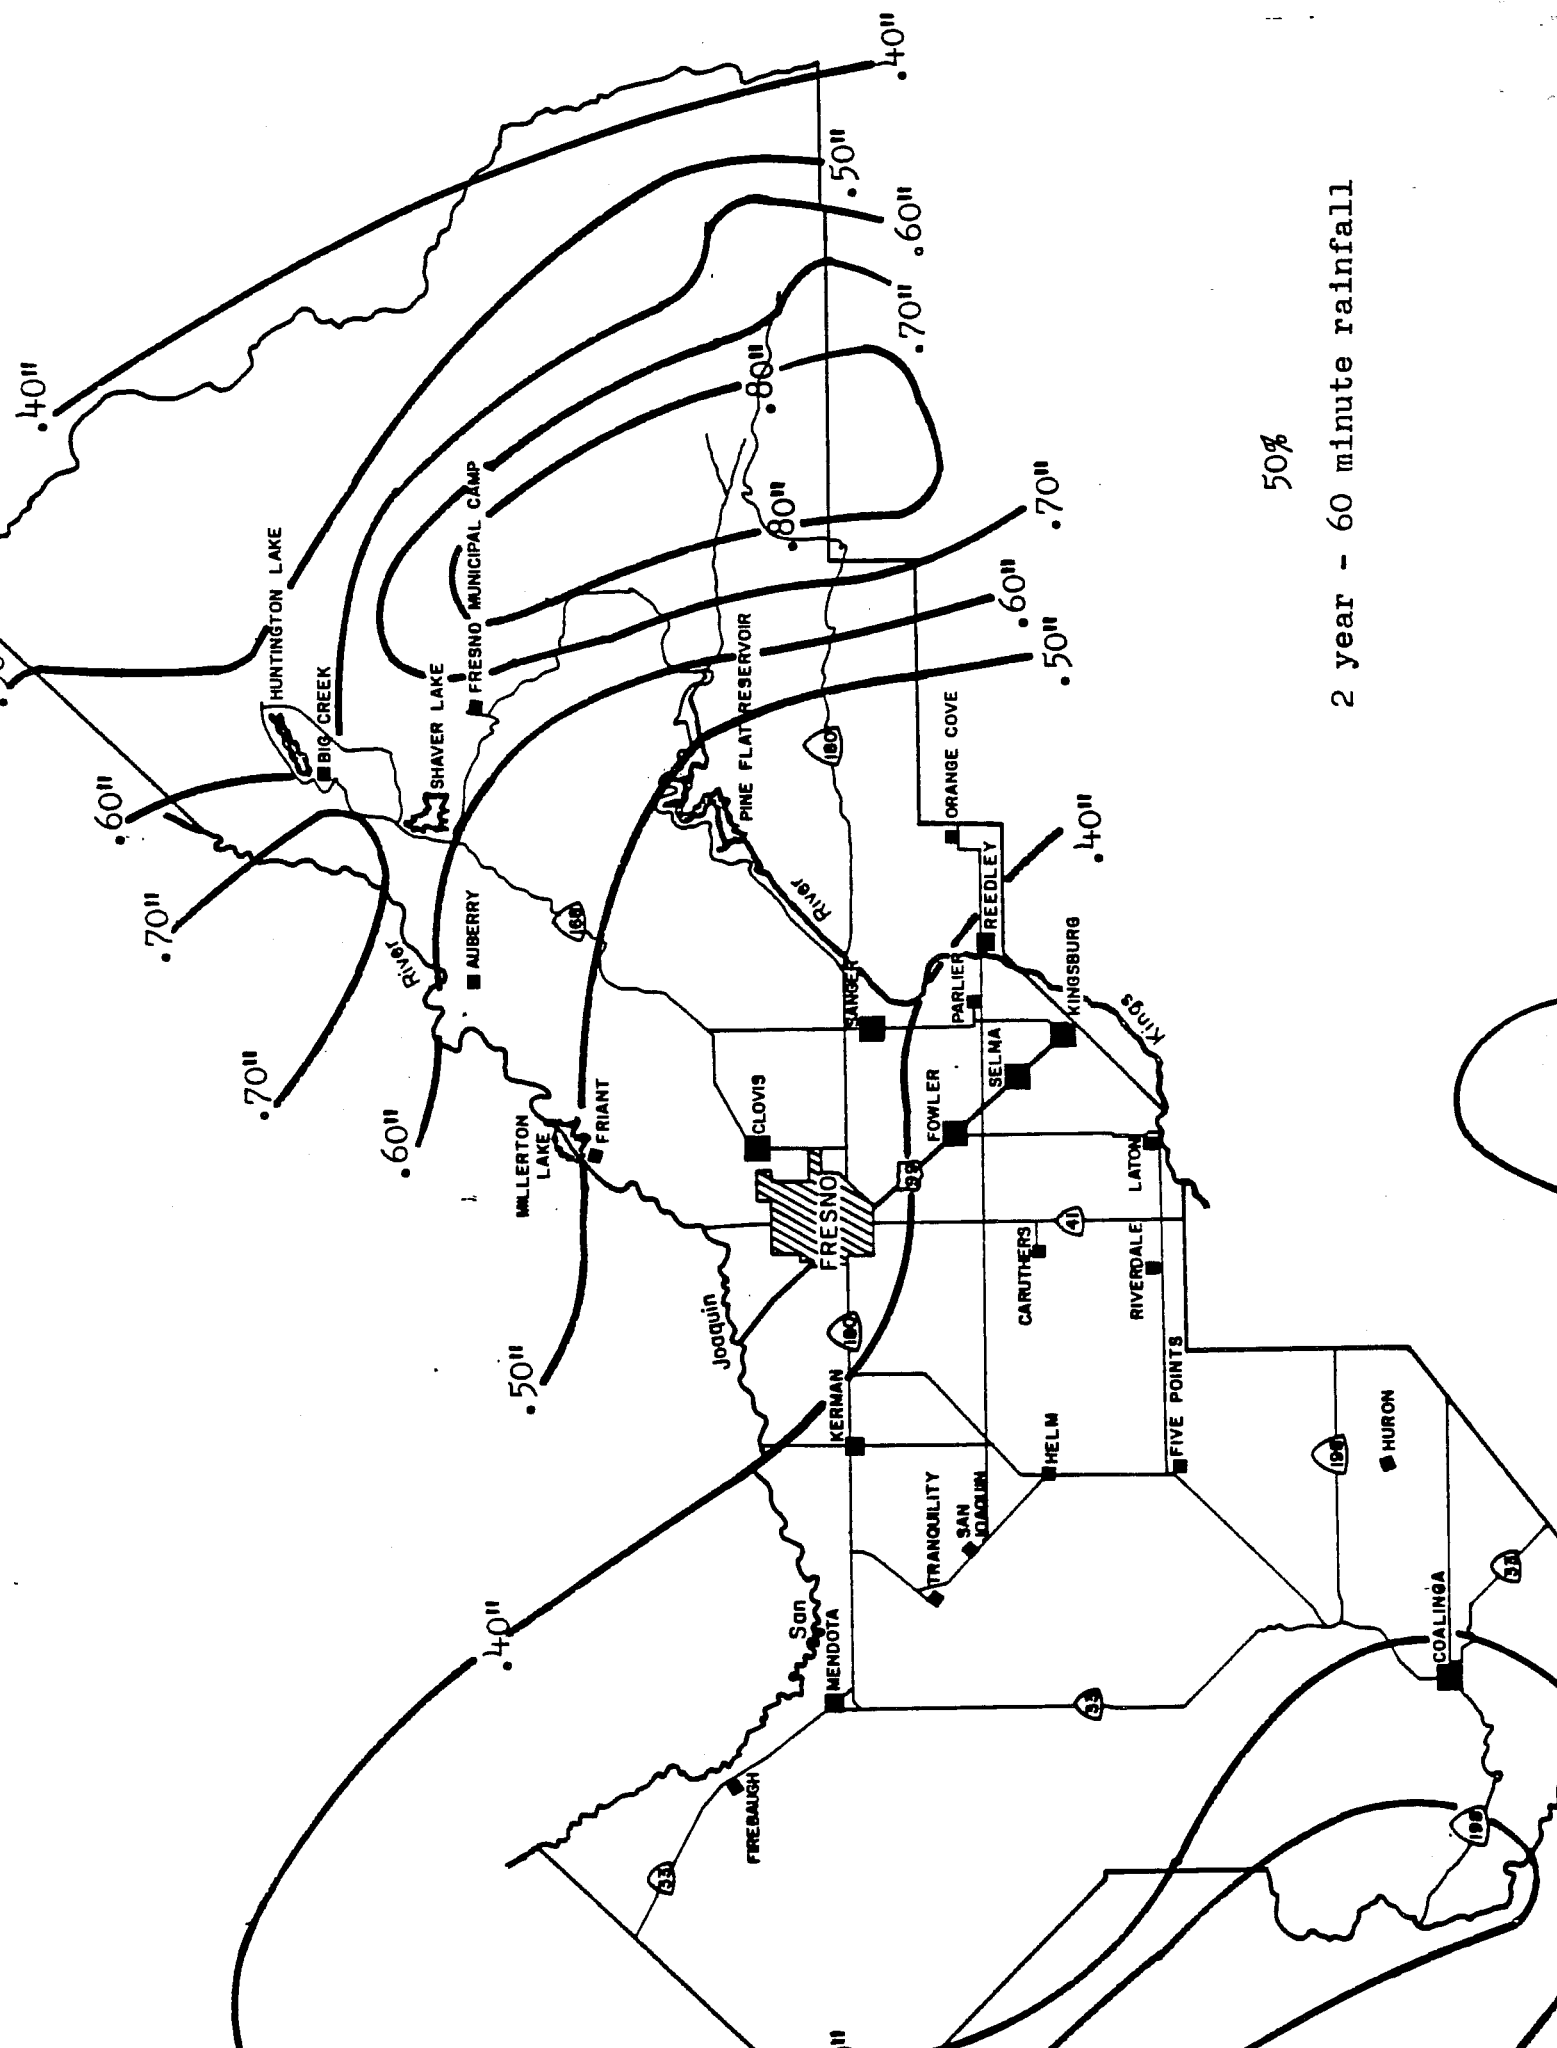 .40"
.40"
.50"
.60"
.70"
.80"
.80"
.70"
.60"
.50"
.40"
.60"
.70"
.70"
.60"
.50"
.40"
HUNTINGTON LAKE
BIG CREEK
SHAVER LAKE
FRESNO MUNICIPAL CAMP
PINE FLAT RESERVOIR
AUBERRY
River
River
168
180
ORANGE COVE
REEDLEY
PARLIER
SANGER
KINGSBURG
Kings
SELMA
FOWLER
CLOVIS
FRIANT
MILLERTON
LAKE
FRESNO
99
41
LATON
CARUTHERS
RIVERDALE
Joaquin
180
KERMAN
HELM
FIVE POINTS
TRANQUILITY
SAN
JOAQUIN
San
MENDOTA
FIREBAUGH
33
33
198
HURON
COALINGA
33
198
50%
2 year - 60 minute rainfall